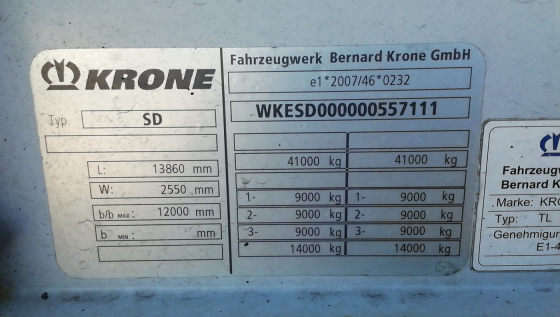 KRONE
Typ SD
L: 13860 mm
W: 2550 mm
b/b MAX: 12000 mm
b MIN: mm
Fahrzeugwerk Bernard Krone GmbH
e1*2007/46*0232
WKESD000000557111
41000 kg 41000 kg
1- 9000 kg 1- 9000 kg
2- 9000 kg 2- 9000 kg
3- 9000 kg 3- 9000 kg
14000 kg 14000 kg
Fahrzeugw
Bernard K
Marke: KRO
Typ: TL
Genehmigun
E1-4